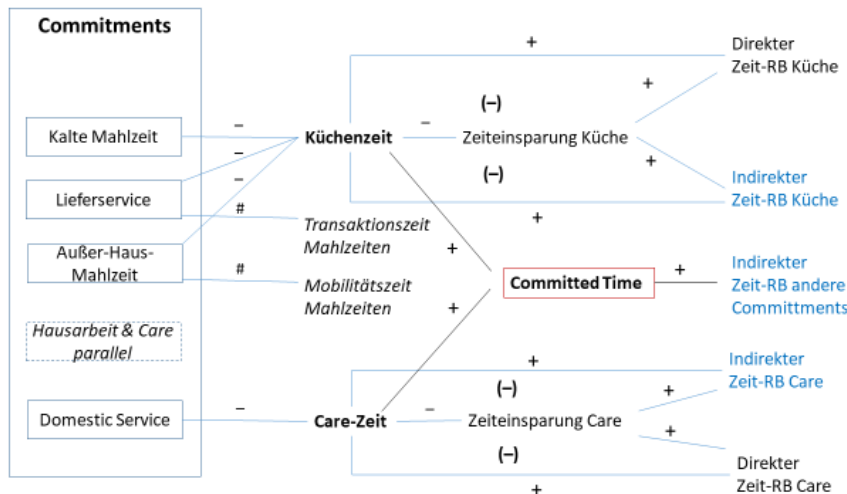 Commitments
Kalte Mahlzeit
Lieferservice
Außer-Haus-
Mahlzeit
Hausarbeit & Care
parallel
Domestic Service
–
–
–
#
#
–
Küchenzeit
Transaktionszeit
Mahlzeiten
Mobilitätszeit
Mahlzeiten
Care-Zeit
+
(–)
–
Zeiteinsparung Küche
(–)
+
+
+
+
+
Committed Time
+
+
(–)
–
Zeiteinsparung Care
(–)
+
+
+
Direkter
Zeit-RB Küche
Indirekter
Zeit-RB Küche
Indirekter
Zeit-RB andere
Committments
Indirekter
Zeit-RB Care
Direkter
Zeit-RB Care